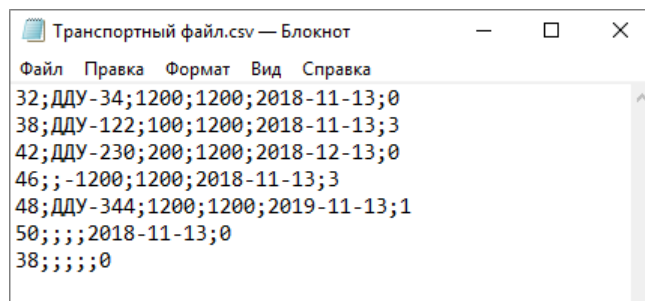 Транспортный файл.csv — Блокнот
Файл Правка Формат Вид Справка
32;ДДУ-34;1200;1200;2018-11-13;0
38;ДДУ-122;100;1200;2018-11-13;3
42;ДДУ-230;200;1200;2018-12-13;0
46;;-1200;1200;2018-11-13;3
48;ДДУ-344;1200;1200;2019-11-13;1
50;;;;2018-11-13;0
38;;;;;0